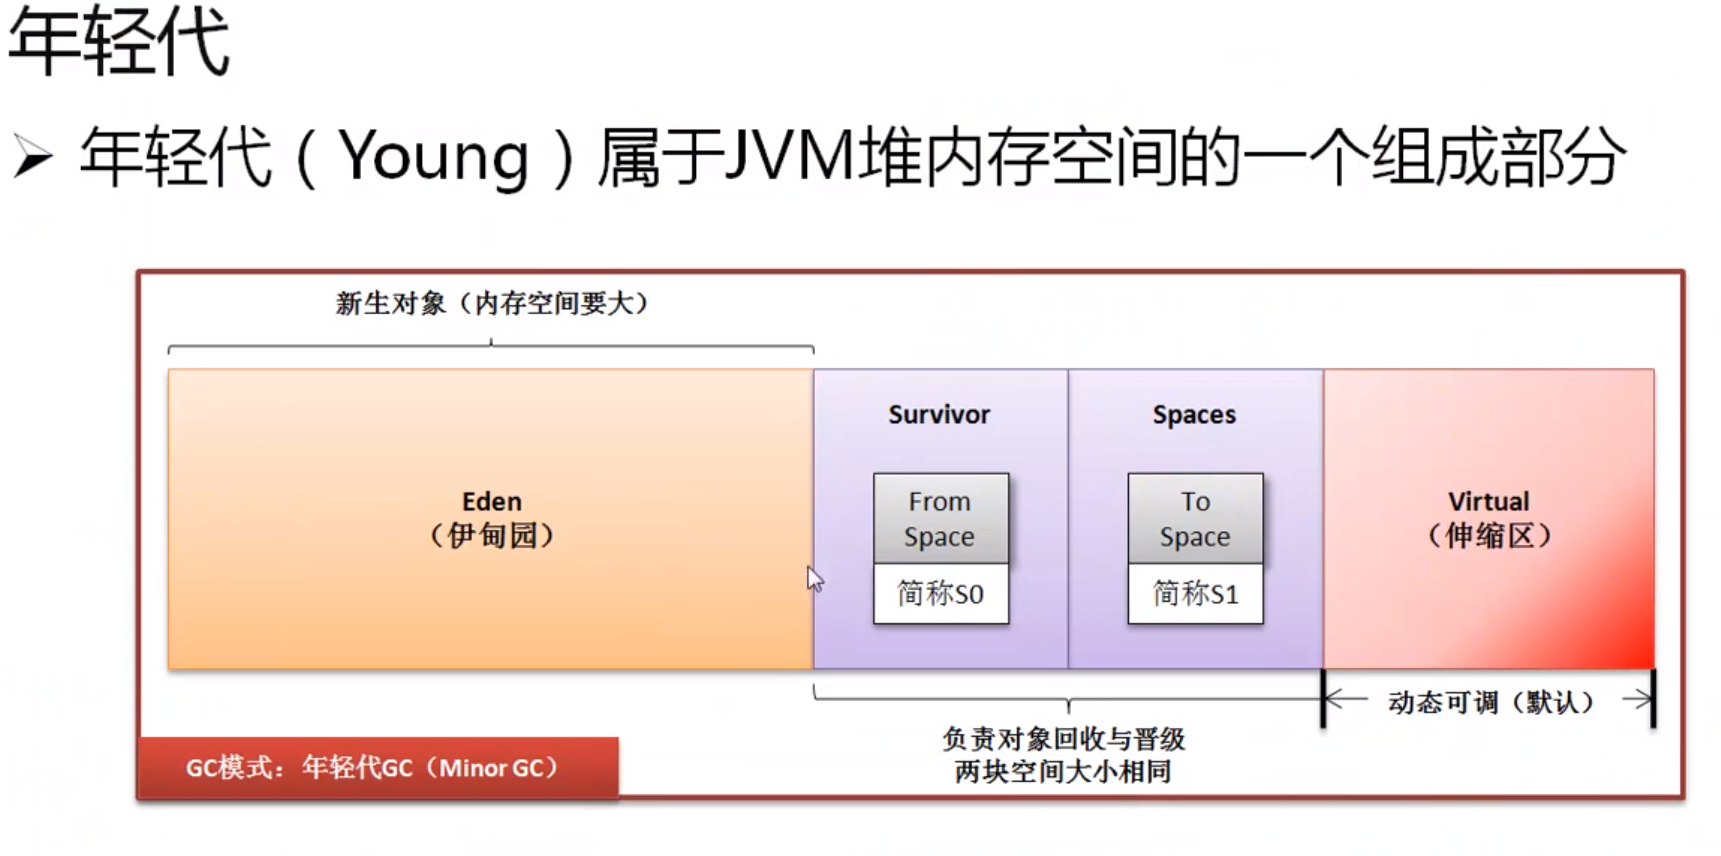 年轻代
年轻代（Young）属于JVM堆内存空间的一个组成部分
新生对象（内存空间要大）
Eden
（伊甸园）
Survivor
From
Space
简称S0
Spaces
To
Space
简称S1
Virtual
（伸缩区）
动态可调（默认）
负责对象回收与晋级
两块空间大小相同
GC模式：年轻代GC（Minor GC）